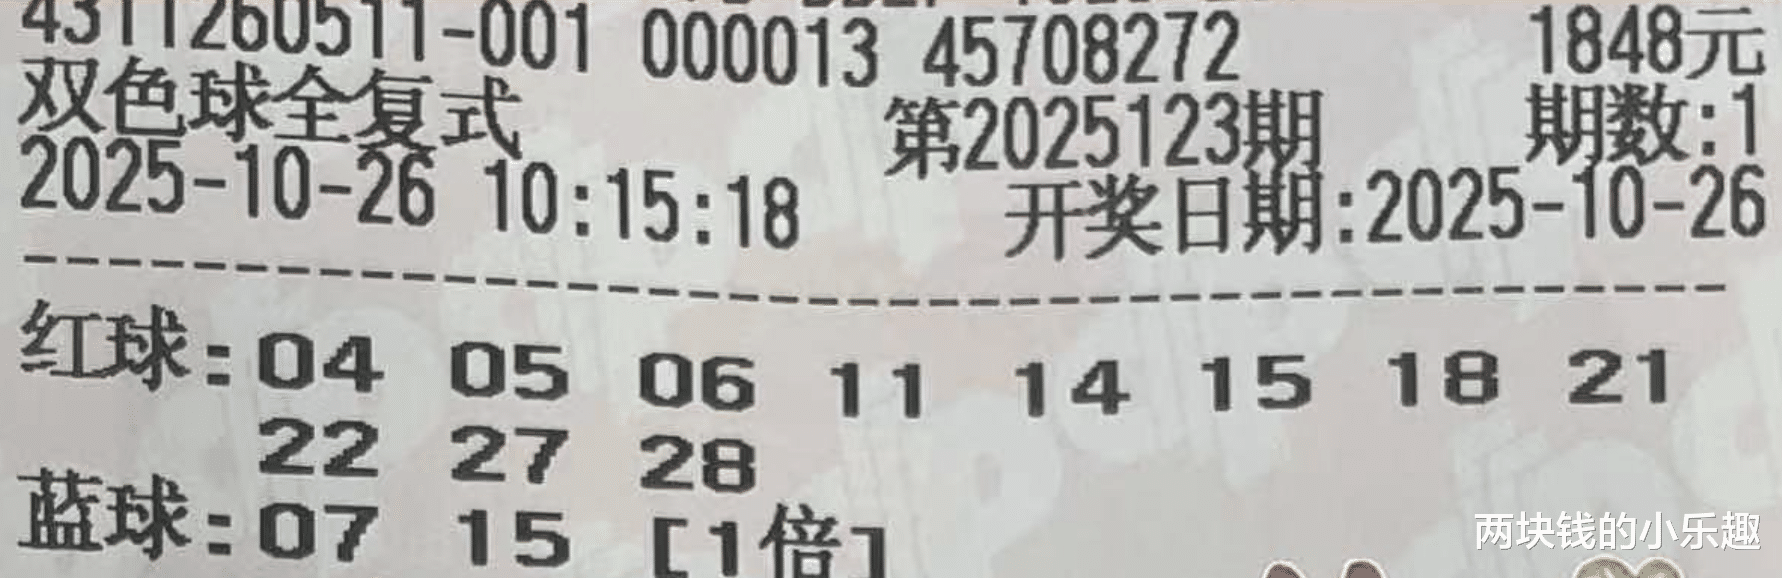 4311260511-001 000013 45708272 1848元
双色球全复式 第2025123期 期数:1
2025-10-26 10:15:18 开奖日期:2025-10-26
红球:04 05 06 11 14 15 18 21
22 27 28
蓝球:07 15 [1倍]
两块钱的小乐趣